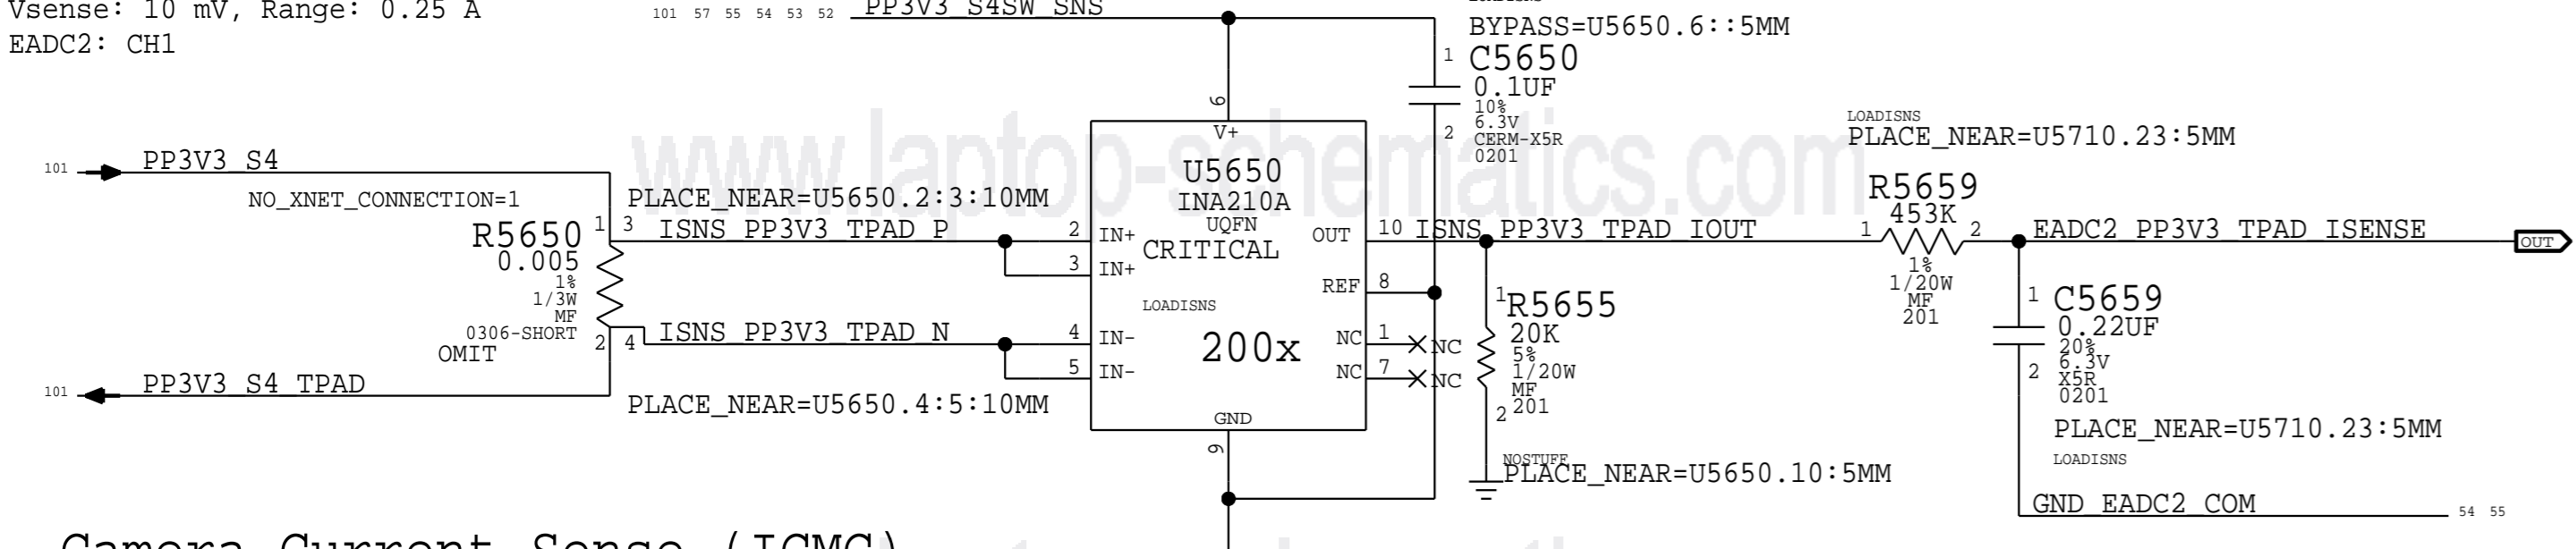 Vsense: 10 mV, Range: 0.25 A
EADC2: CH1
101 57 55 54 53 52 PP3V3_S4SW_SNS
BYPASS=U5650.6::5MM
1 C5650
0.1UF
10%
6.3V
2 CERM-X5R
0201
6
V+
U5650
INA210A
UQFN
CRITICAL
LOADISNS
200x
101 PP3V3_S4
NO_XNET_CONNECTION=1
PLACE_NEAR=U5650.2:3:10MM
R5650
0.005
1%
1/3W
MF
0306-SHORT
OMIT
1 3 ISNS_PP3V3_TPAD_P 2 IN+
3 IN+
2 4 ISNS_PP3V3_TPAD_N 4 IN-
5 IN-
101 PP3V3_S4_TPAD
PLACE_NEAR=U5650.4:5:10MM
OUT 10 ISNS_PP3V3_TPAD_IOUT
REF 8
NC 1 NC
NC 7 NC
GND
9
1 R5655
20K
5%
1/20W
MF
2 201
NOSTUFF
PLACE_NEAR=U5650.10:5MM
LOADISNS
PLACE_NEAR=U5710.23:5MM
R5659
453K
1 2 EADC2_PP3V3_TPAD_ISENSE OUT
1%
1/20W
MF
201
1 C5659
0.22UF
20%
6.3V
2 X5R
0201
PLACE_NEAR=U5710.23:5MM
LOADISNS
GND_EADC2_COM 54 55
Camera Current Sense (ICMC)
www.laptop-schematics.com